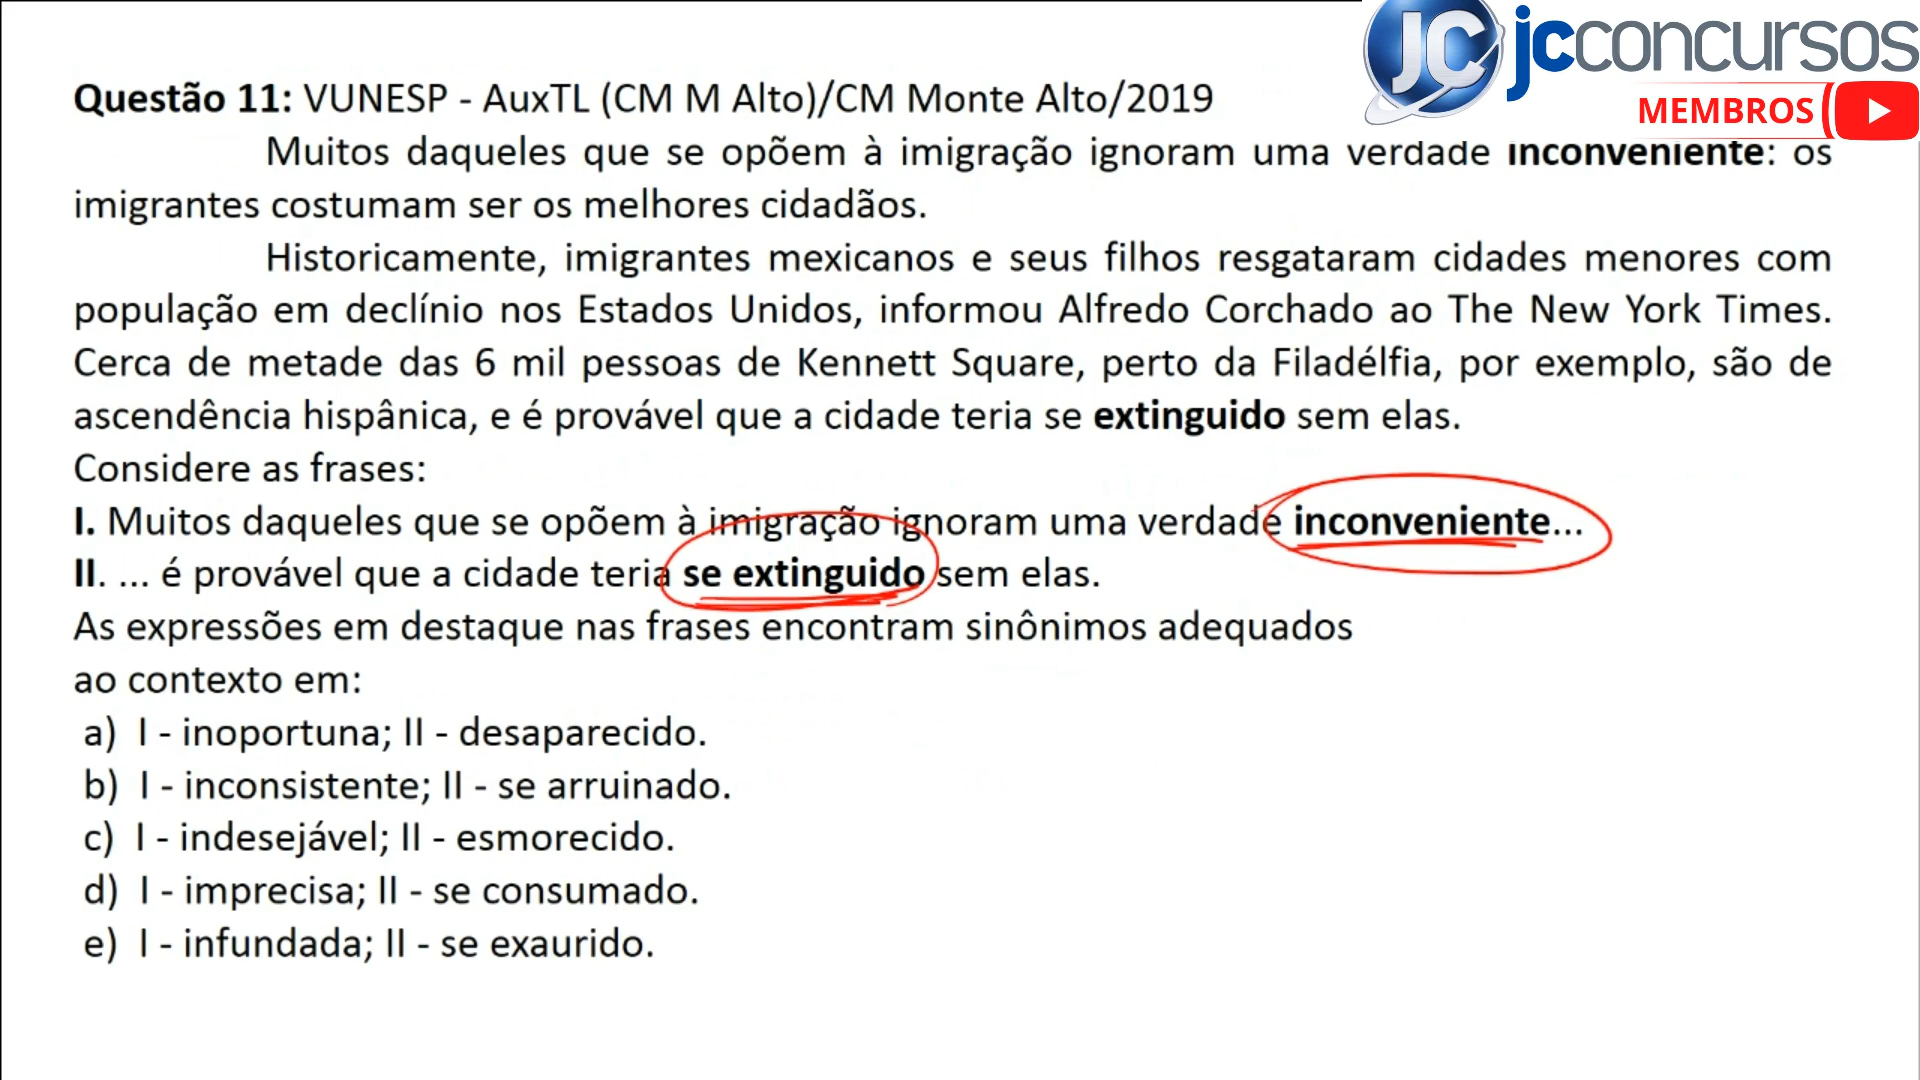 JC jcconcursos
MEMBROS
Questão 11: VUNESP - AuxTL (CM M Alto)/CM Monte Alto/2019
Muitos daqueles que se opõem à imigração ignoram uma verdade inconveniente: os
imigrantes costumam ser os melhores cidadãos.
Historicamente, imigrantes mexicanos e seus filhos resgataram cidades menores com
população em declínio nos Estados Unidos, informou Alfredo Corchado ao The New York Times.
Cerca de metade das 6 mil pessoas de Kennett Square, perto da Filadélfia, por exemplo, são de
ascendência hispânica, e é provável que a cidade teria se extinguido sem elas.
Considere as frases:
I. Muitos daqueles que se opõem à imigração ignoram uma verdade inconveniente...
II. ... é provável que a cidade teria se extinguido sem elas.
As expressões em destaque nas frases encontram sinônimos adequados
ao contexto em:
a) I - inoportuna; II - desaparecido.
b) I - inconsistente; II - se arruinado.
c) I - indesejável; II - esmorecido.
d) I - imprecisa; II - se consumado.
e) I - infundada; II - se exaurido.